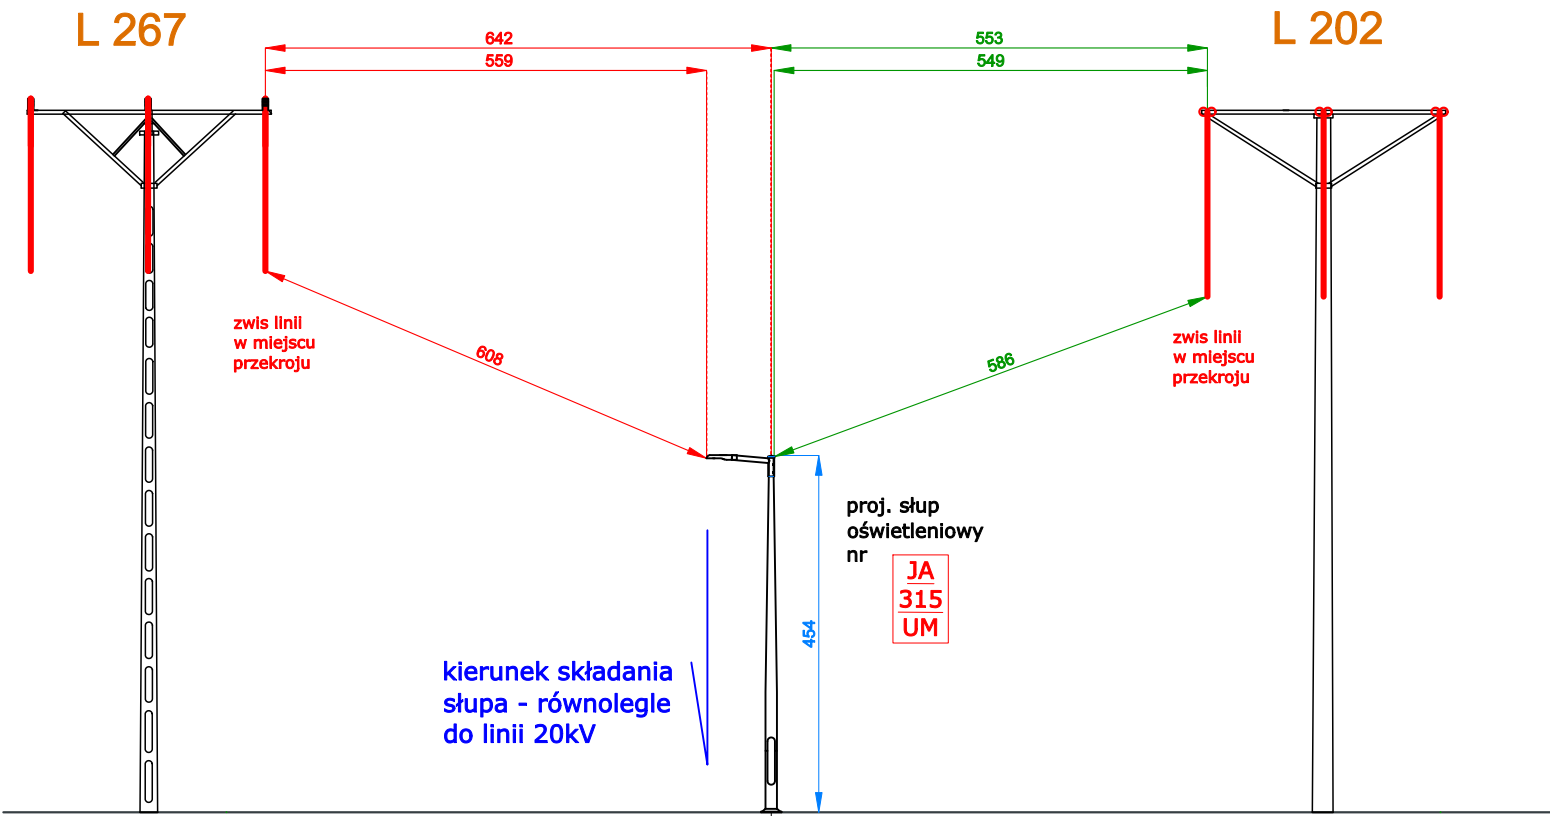 L 267
642
553
L 202
559
549
zwis linii
w miejscu
przekroju
608
586
zwis linii
w miejscu
przekroju
proj. słup
oświetleniowy
nr
JA
315
UM
454
kierunek składania
słupa - równolegle
do linii 20kV